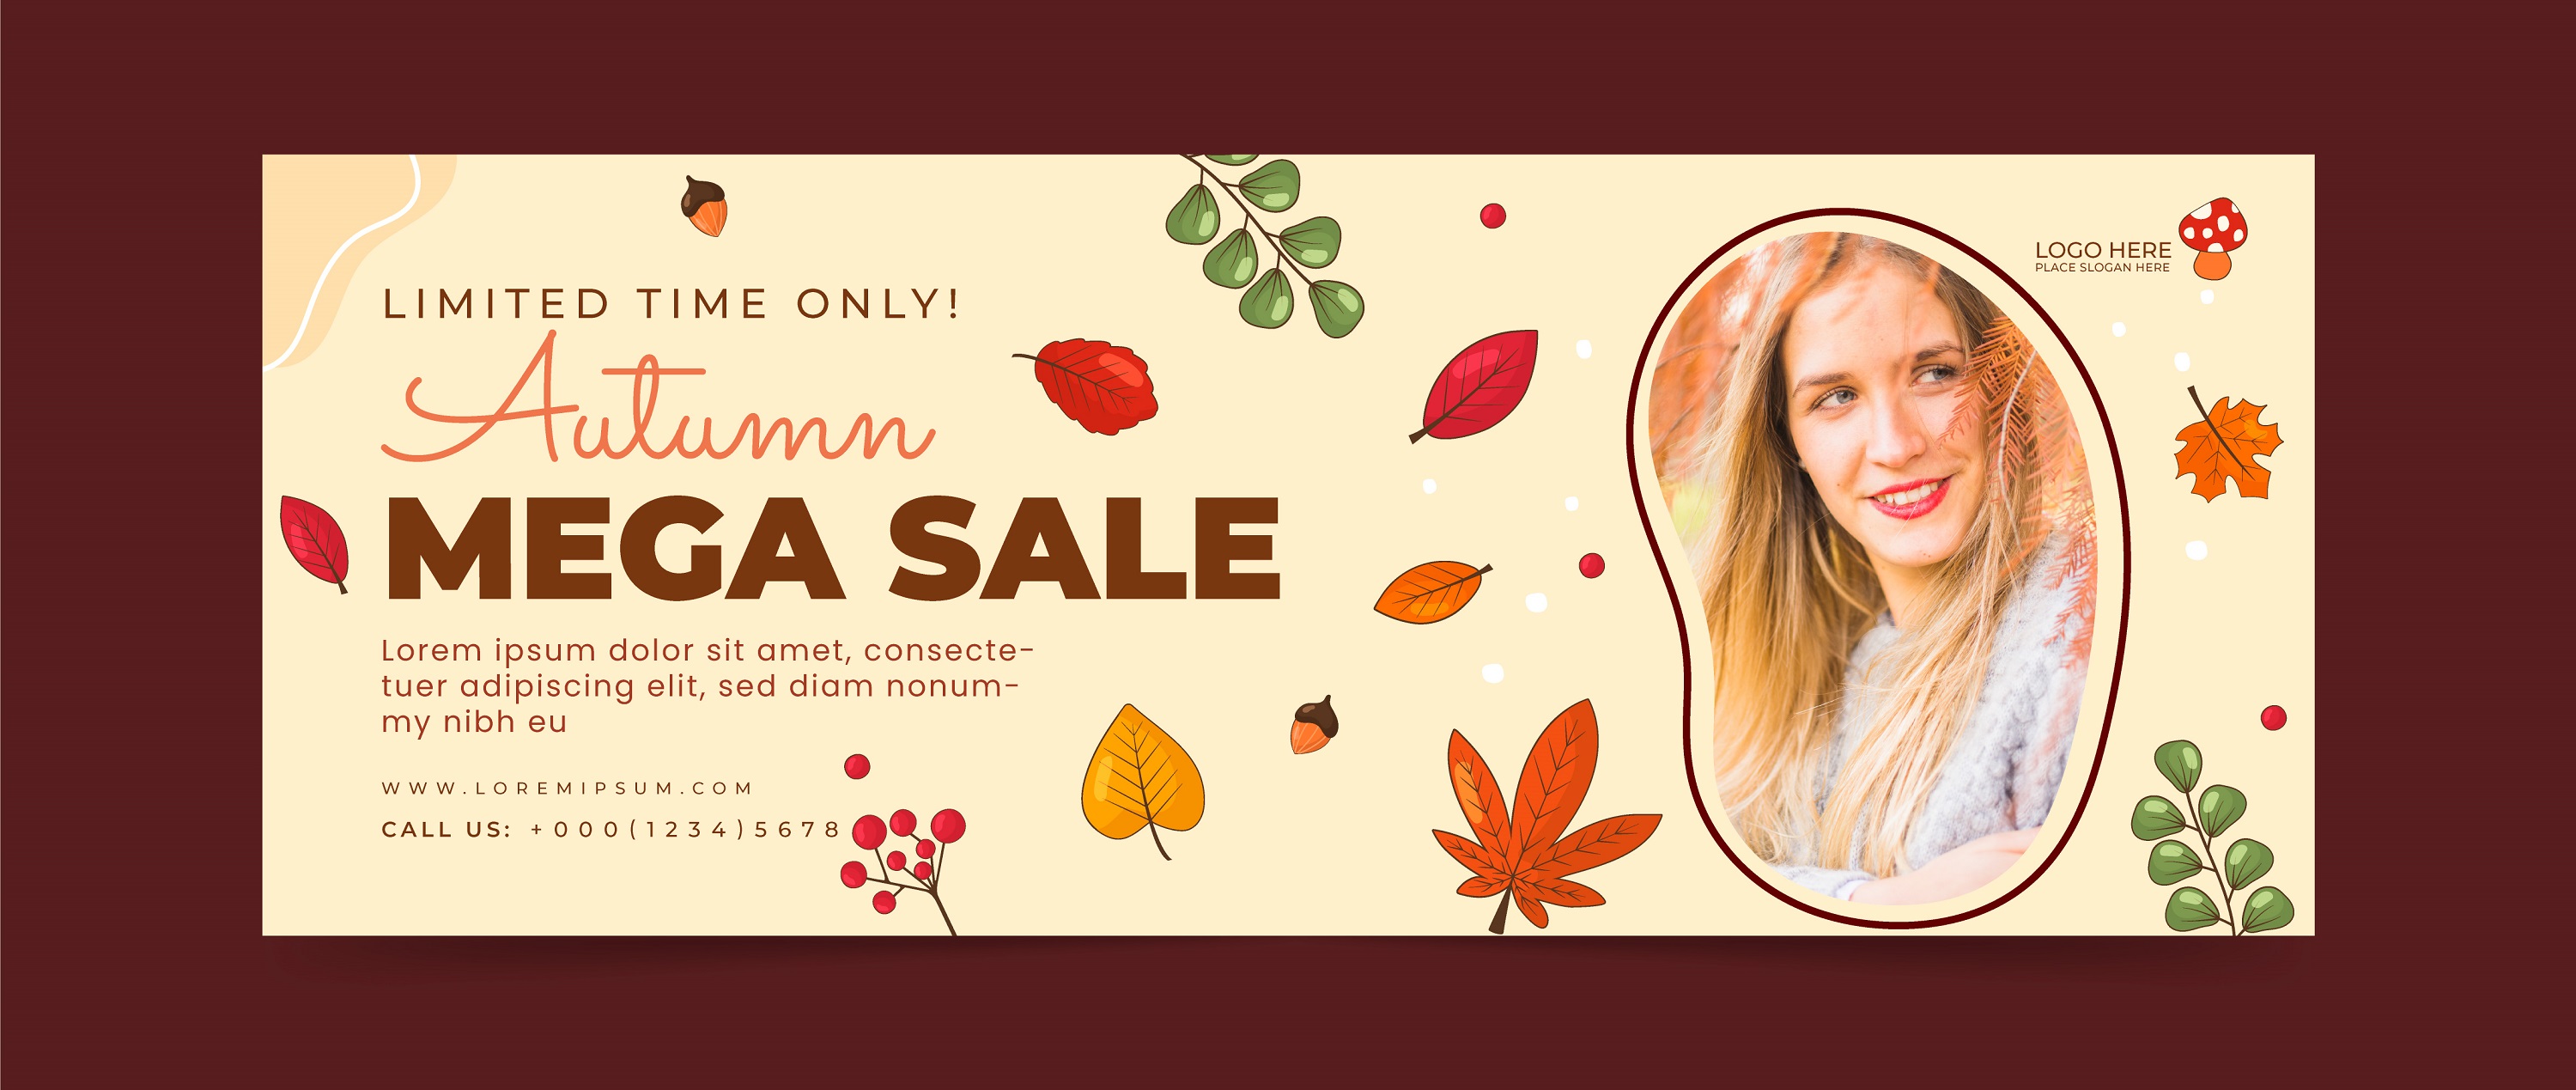 LIMITED TIME ONLY!
Autumn
MEGA SALE
Lorem ipsum dolor sit amet, consecte-
tuer adipiscing elit, sed diam nonum-
my nibh eu
WWW.LOREMIPSUM.COM
CALL US: +000(1234)5678
LOGO HERE
PLACE SLOGAN HERE